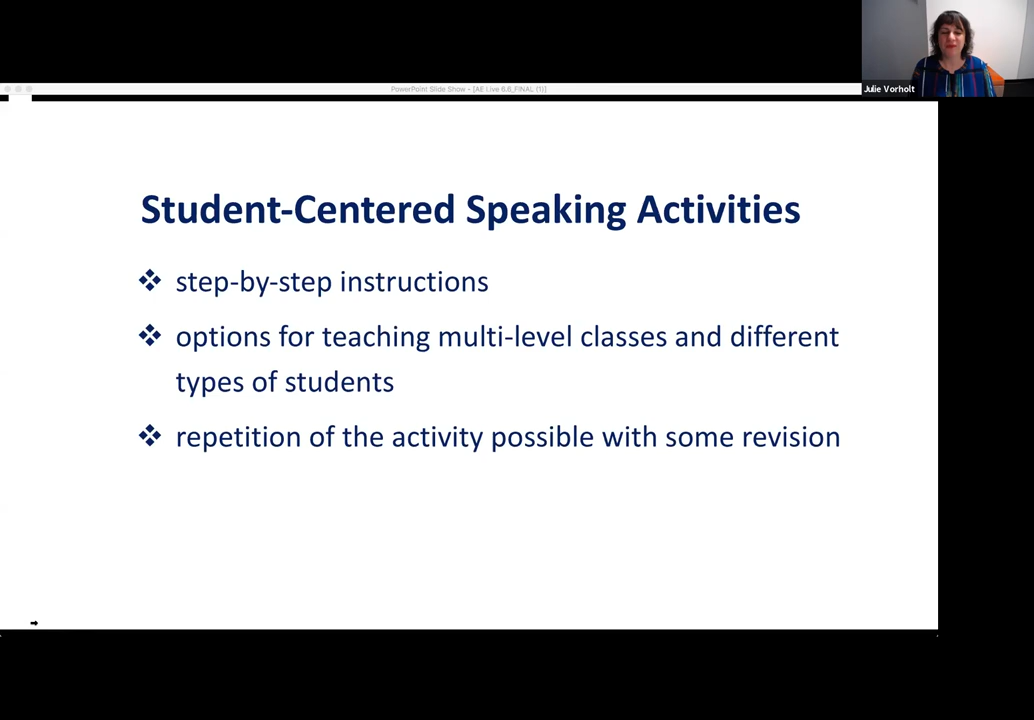 Julie Vorholt
PowerPoint Slide Show - [AE Live 6.6_FINAL (1)]
Student-Centered Speaking Activities
step-by-step instructions
options for teaching multi-level classes and different
types of students
repetition of the activity possible with some revision